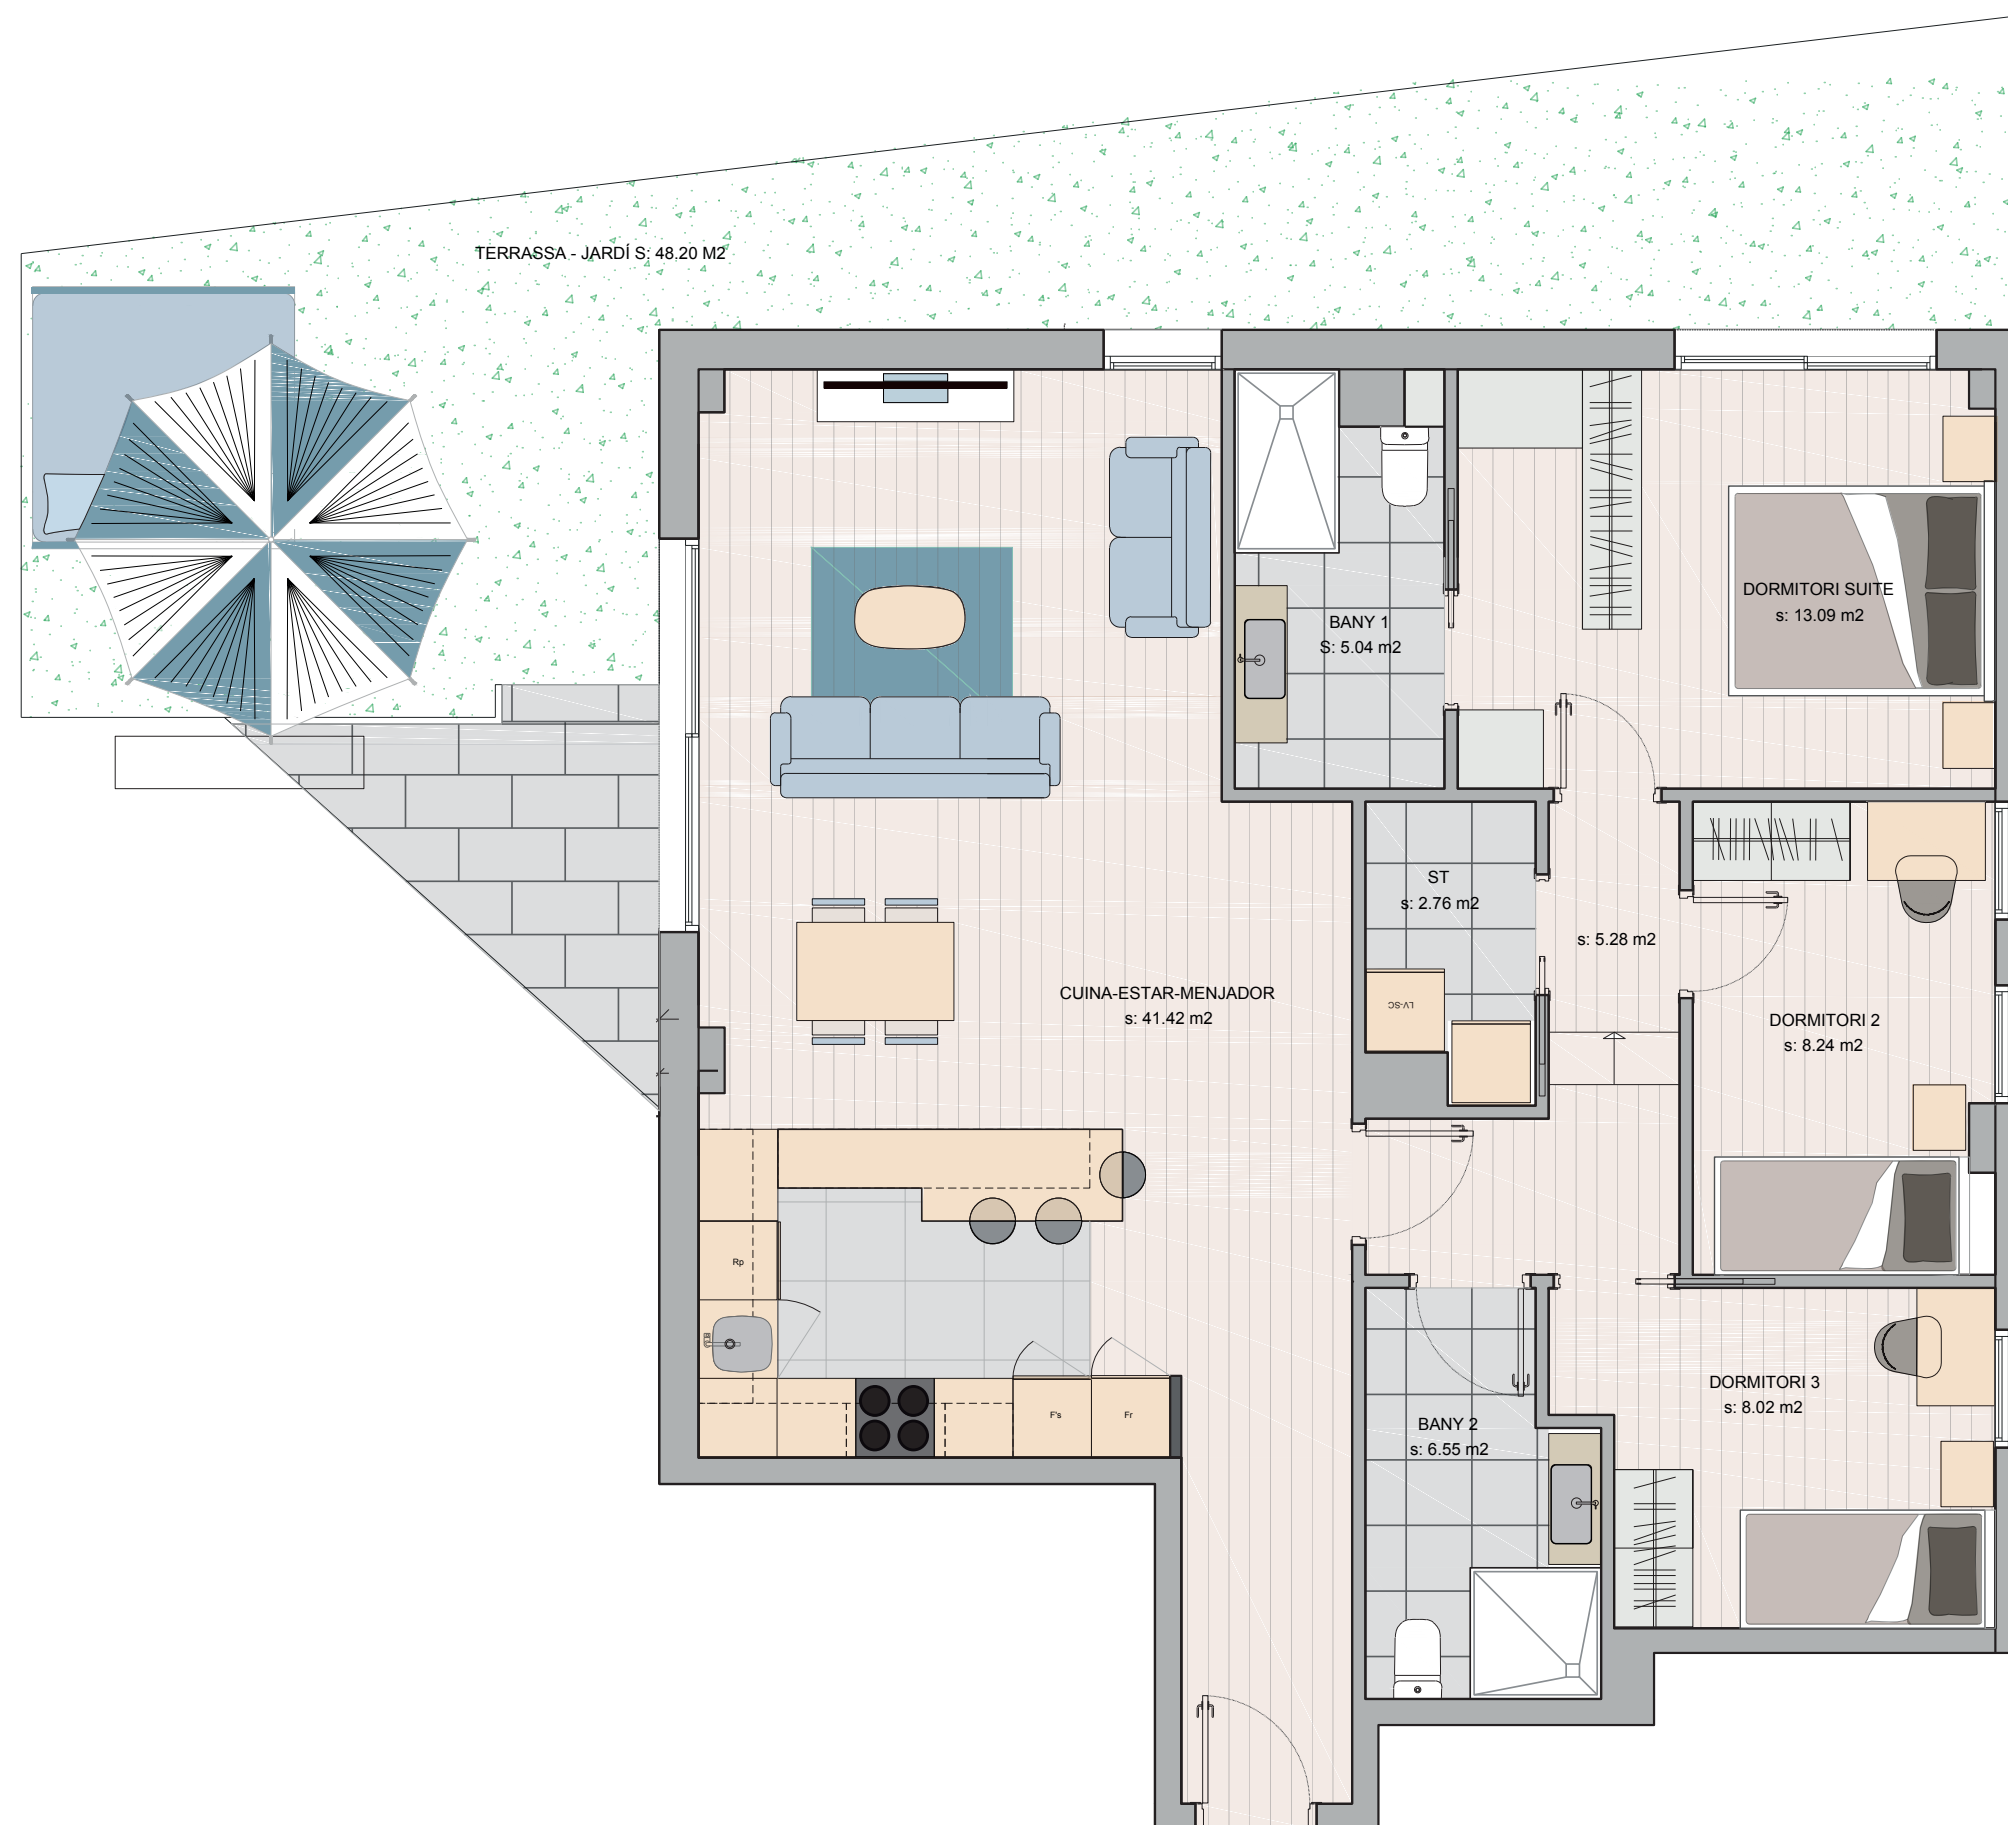 TERRASSA - JARDÍ S: 48.20 M2
DORMITORI SUITE
s: 13.09 m2
BANY 1
S: 5.04 m2
ST
s: 2.76 m2
s: 5.28 m2
LV-SC
CUINA-ESTAR-MENJADOR
s: 41.42 m2
DORMITORI 2
s: 8.24 m2
Rp
DORMITORI 3
s: 8.02 m2
F's
Fr
BANY 2
s: 6.55 m2